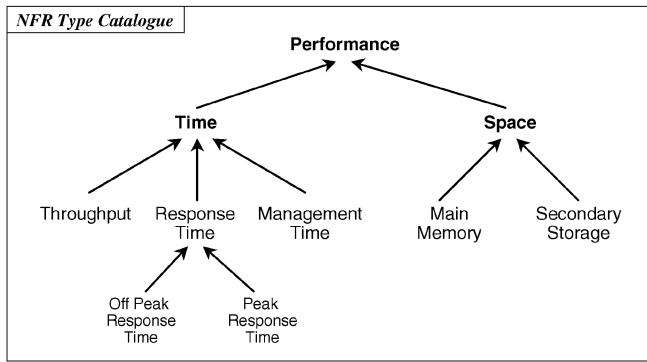 NFR Type Catalogue
Performance
Time
Space
Throughput
Response
Time
Management
Time
Main
Memory
Secondary
Storage
Off Peak
Response
Time
Peak
Response
Time